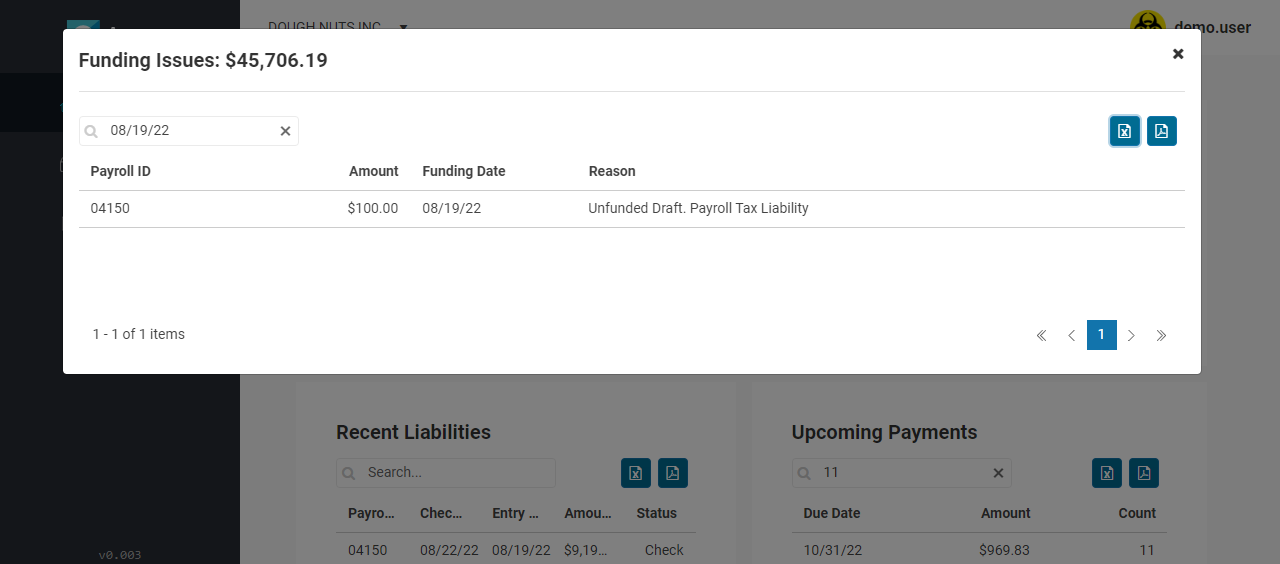 DOUGH NUTS INC
demo.user
Funding Issues: $45,706.19
08/19/22
Payroll ID Amount Funding Date Reason
04150 $100.00 08/19/22 Unfunded Draft. Payroll Tax Liability
1 - 1 of 1 items
1
Recent Liabilities
Search...
Payro... Chec... Entry ... Amou... Status
04150 08/22/22 08/19/22 $9,19... Check
Upcoming Payments
11
Due Date Amount Count
10/31/22 $969.83 11
v0.003